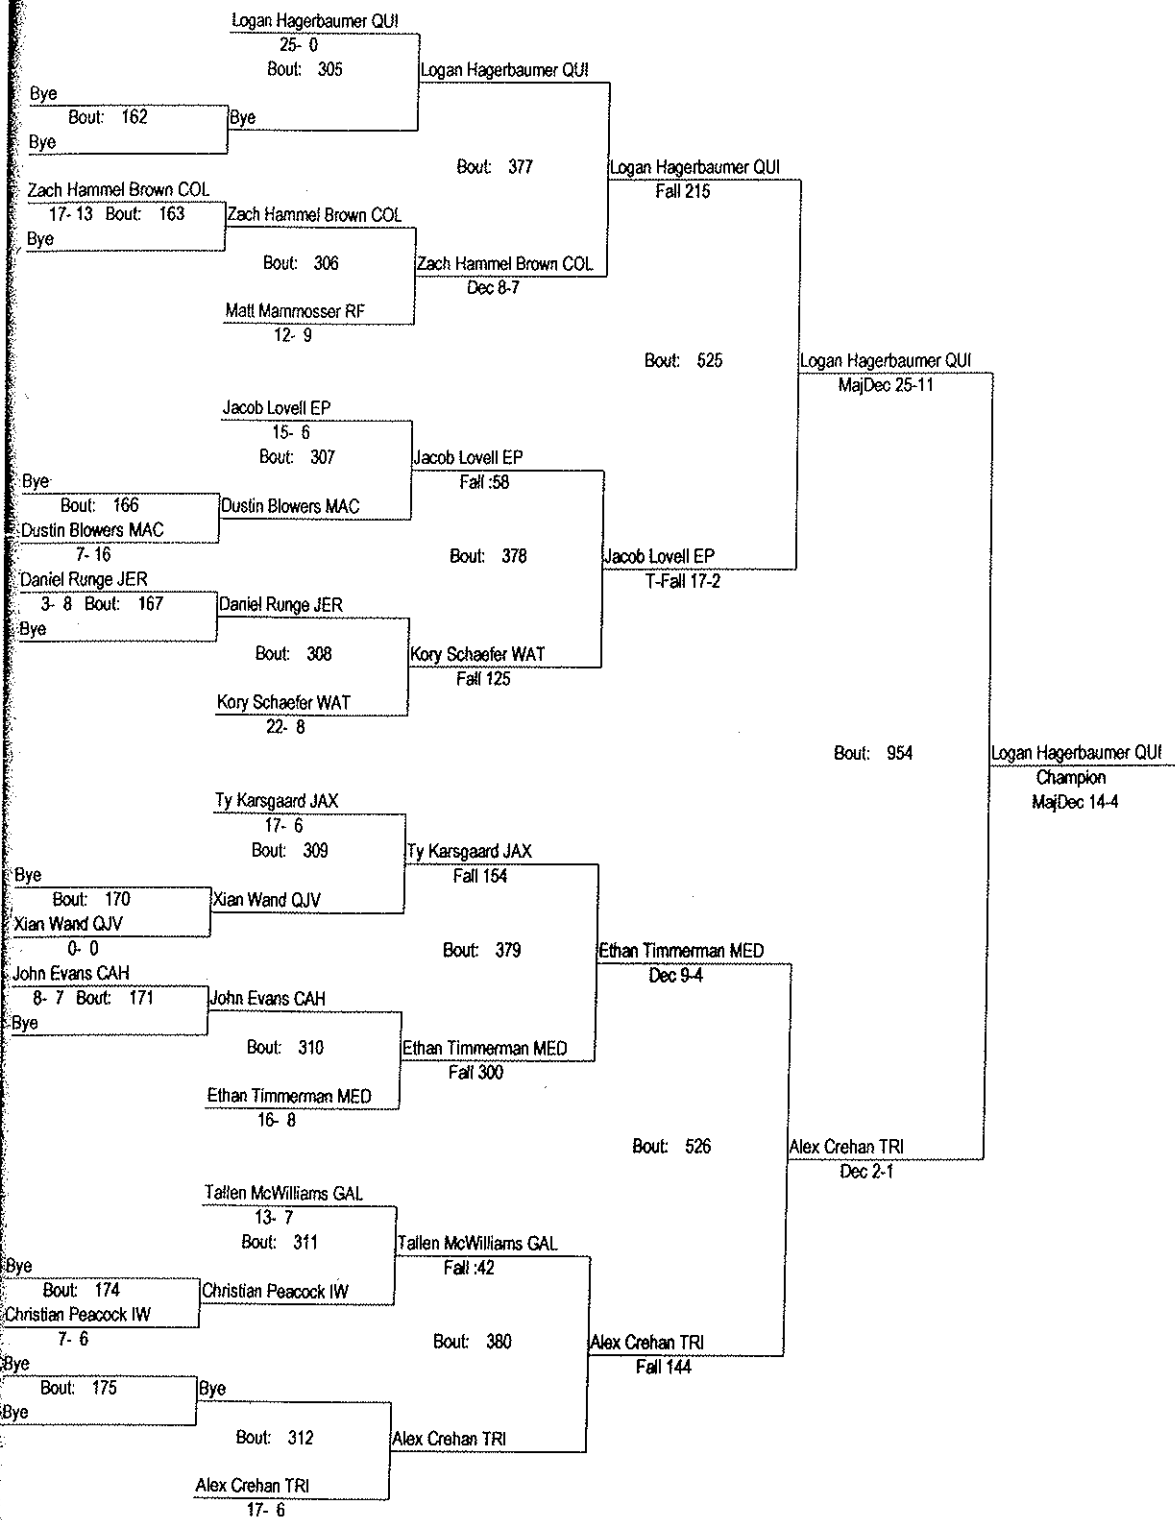 Logan Hagerbaumer QUI
25- 0
Bout: 305
Logan Hagerbaumer QUI
Bye
Bout: 162
Bye
Bye
Bout: 377
Logan Hagerbaumer QUI
Fall 215
Zach Hammel Brown COL
17- 13 Bout: 163
Zach Hammel Brown COL
Bye
Bout: 306
Zach Hammel Brown COL
Dec 8-7
Matt Mammosser RF
12- 9
Bout: 525
Logan Hagerbaumer QUI
MajDec 25-11
Jacob Lovell EP
15- 6
Bout: 307
Jacob Lovell EP
Fall :58
Bye
Bout: 166
Dustin Blowers MAC
Dustin Blowers MAC
7- 16
Bout: 378
Jacob Lovell EP
T-Fall 17-2
Daniel Runge JER
3- 8 Bout: 167
Daniel Runge JER
Bye
Bout: 308
Kory Schaefer WAT
Fall 125
Kory Schaefer WAT
22- 8
Bout: 954
Logan Hagerbaumer QUI
Champion
MajDec 14-4
Ty Karsgaard JAX
17- 6
Bout: 309
Ty Karsgaard JAX
Fall 154
Bye
Bout: 170
Xian Wand QJV
Xian Wand QJV
0- 0
Bout: 379
Ethan Timmerman MED
Dec 9-4
John Evans CAH
8- 7 Bout: 171
John Evans CAH
Bye
Bout: 310
Ethan Timmerman MED
Fall 300
Ethan Timmerman MED
16- 8
Bout: 526
Alex Crehan TRI
Dec 2-1
Tallen McWilliams GAL
13- 7
Bout: 311
Tallen McWilliams GAL
Fall :42
Bye
Bout: 174
Christian Peacock IW
Christian Peacock IW
7- 6
Bout: 380
Alex Crehan TRI
Fall 144
Bye
Bout: 175
Bye
Bye
Bout: 312
Alex Crehan TRI
Alex Crehan TRI
17- 6